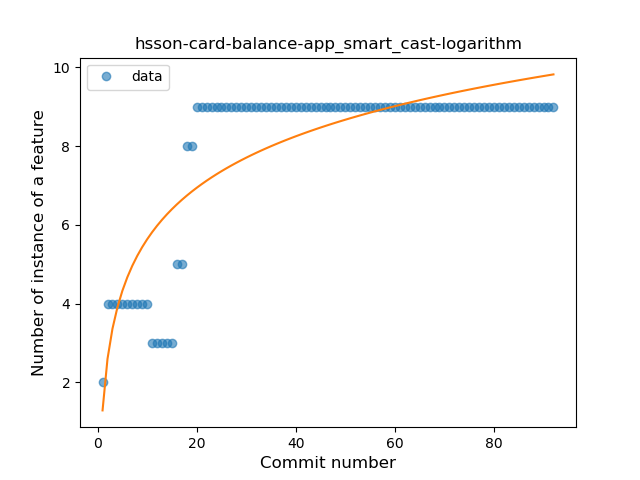 hsson-card-balance-app_smart_cast-logarithm
data
Number of instance of a feature
10
8
6
4
2
0 20 40 60 80
Commit number